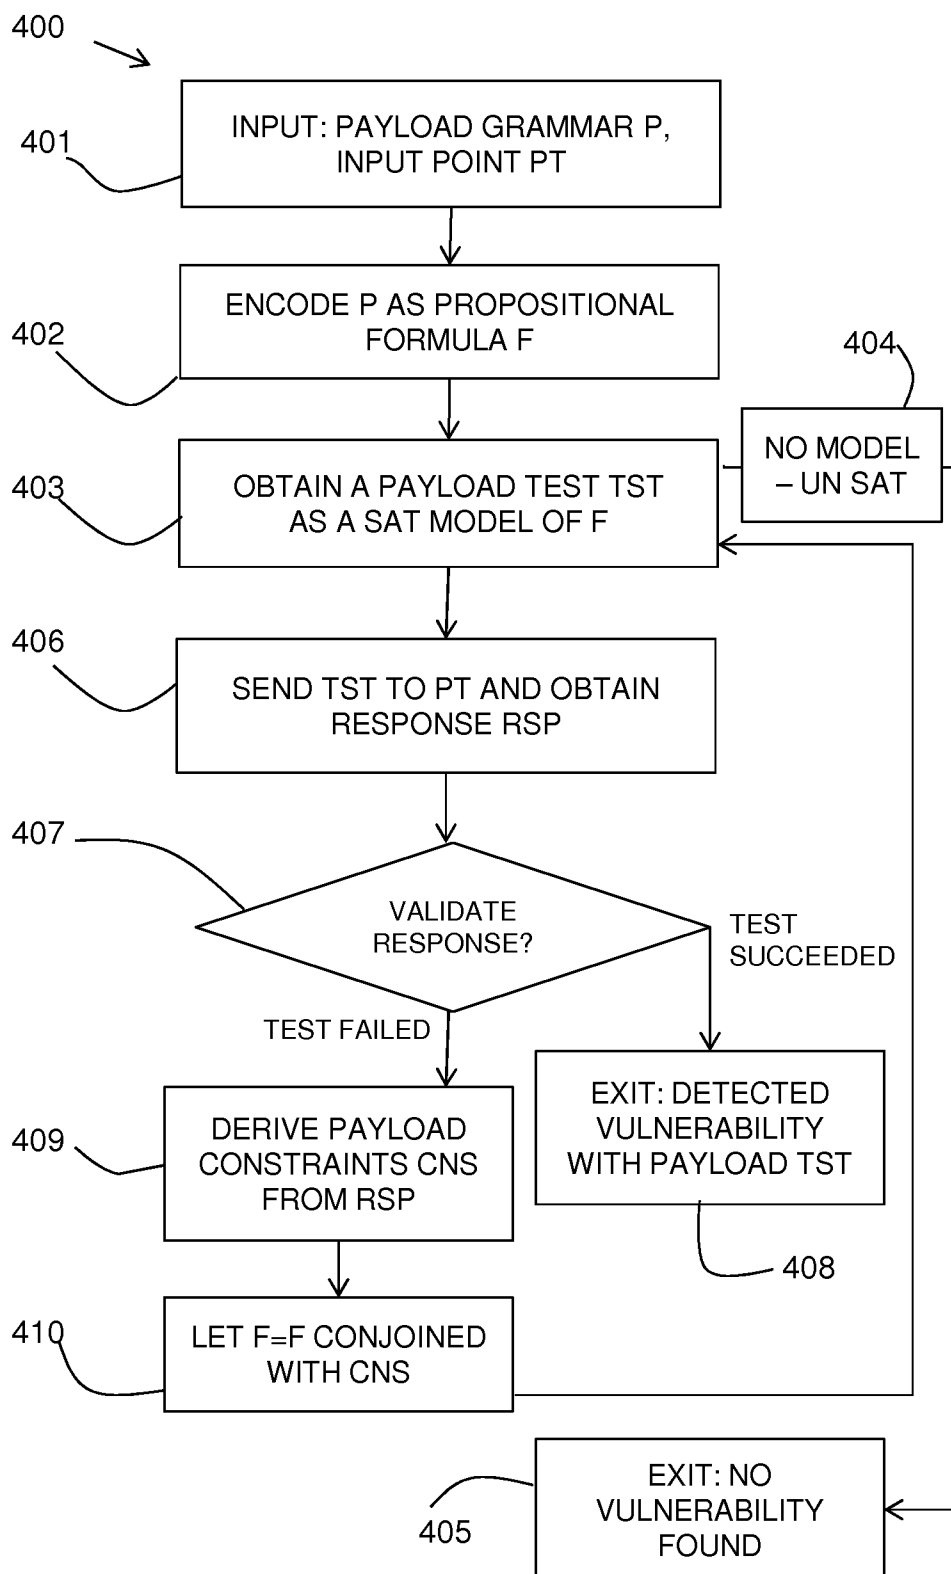 400
401
INPUT: PAYLOAD GRAMMAR P,
INPUT POINT PT
402
ENCODE P AS PROPOSITIONAL
FORMULA F
404
NO MODEL
– UN SAT
403
OBTAIN A PAYLOAD TEST TST
AS A SAT MODEL OF F
406
SEND TST TO PT AND OBTAIN
RESPONSE RSP
407
VALIDATE
RESPONSE?
TEST
SUCCEEDED
TEST FAILED
409
DERIVE PAYLOAD
CONSTRAINTS CNS
FROM RSP
EXIT: DETECTED
VULNERABILITY
WITH PAYLOAD TST
408
410
LET F=F CONJOINED
WITH CNS
405
EXIT: NO
VULNERABILITY
FOUND